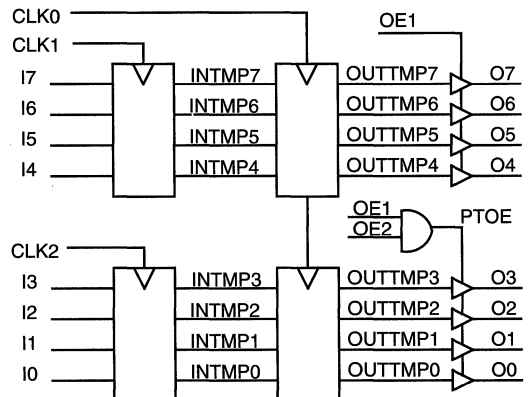 CLK0
OE1
CLK1
I7 INTMP7 OUTTMP7 O7
I6 INTMP6 OUTTMP6 O6
I5 INTMP5 OUTTMP5 O5
I4 INTMP4 OUTTMP4 O4
OE1
OE2
PTOE
CLK2
I3 INTMP3 OUTTMP3 O3
I2 INTMP2 OUTTMP2 O2
I1 INTMP1 OUTTMP1 O1
I0 INTMP0 OUTTMP0 O0